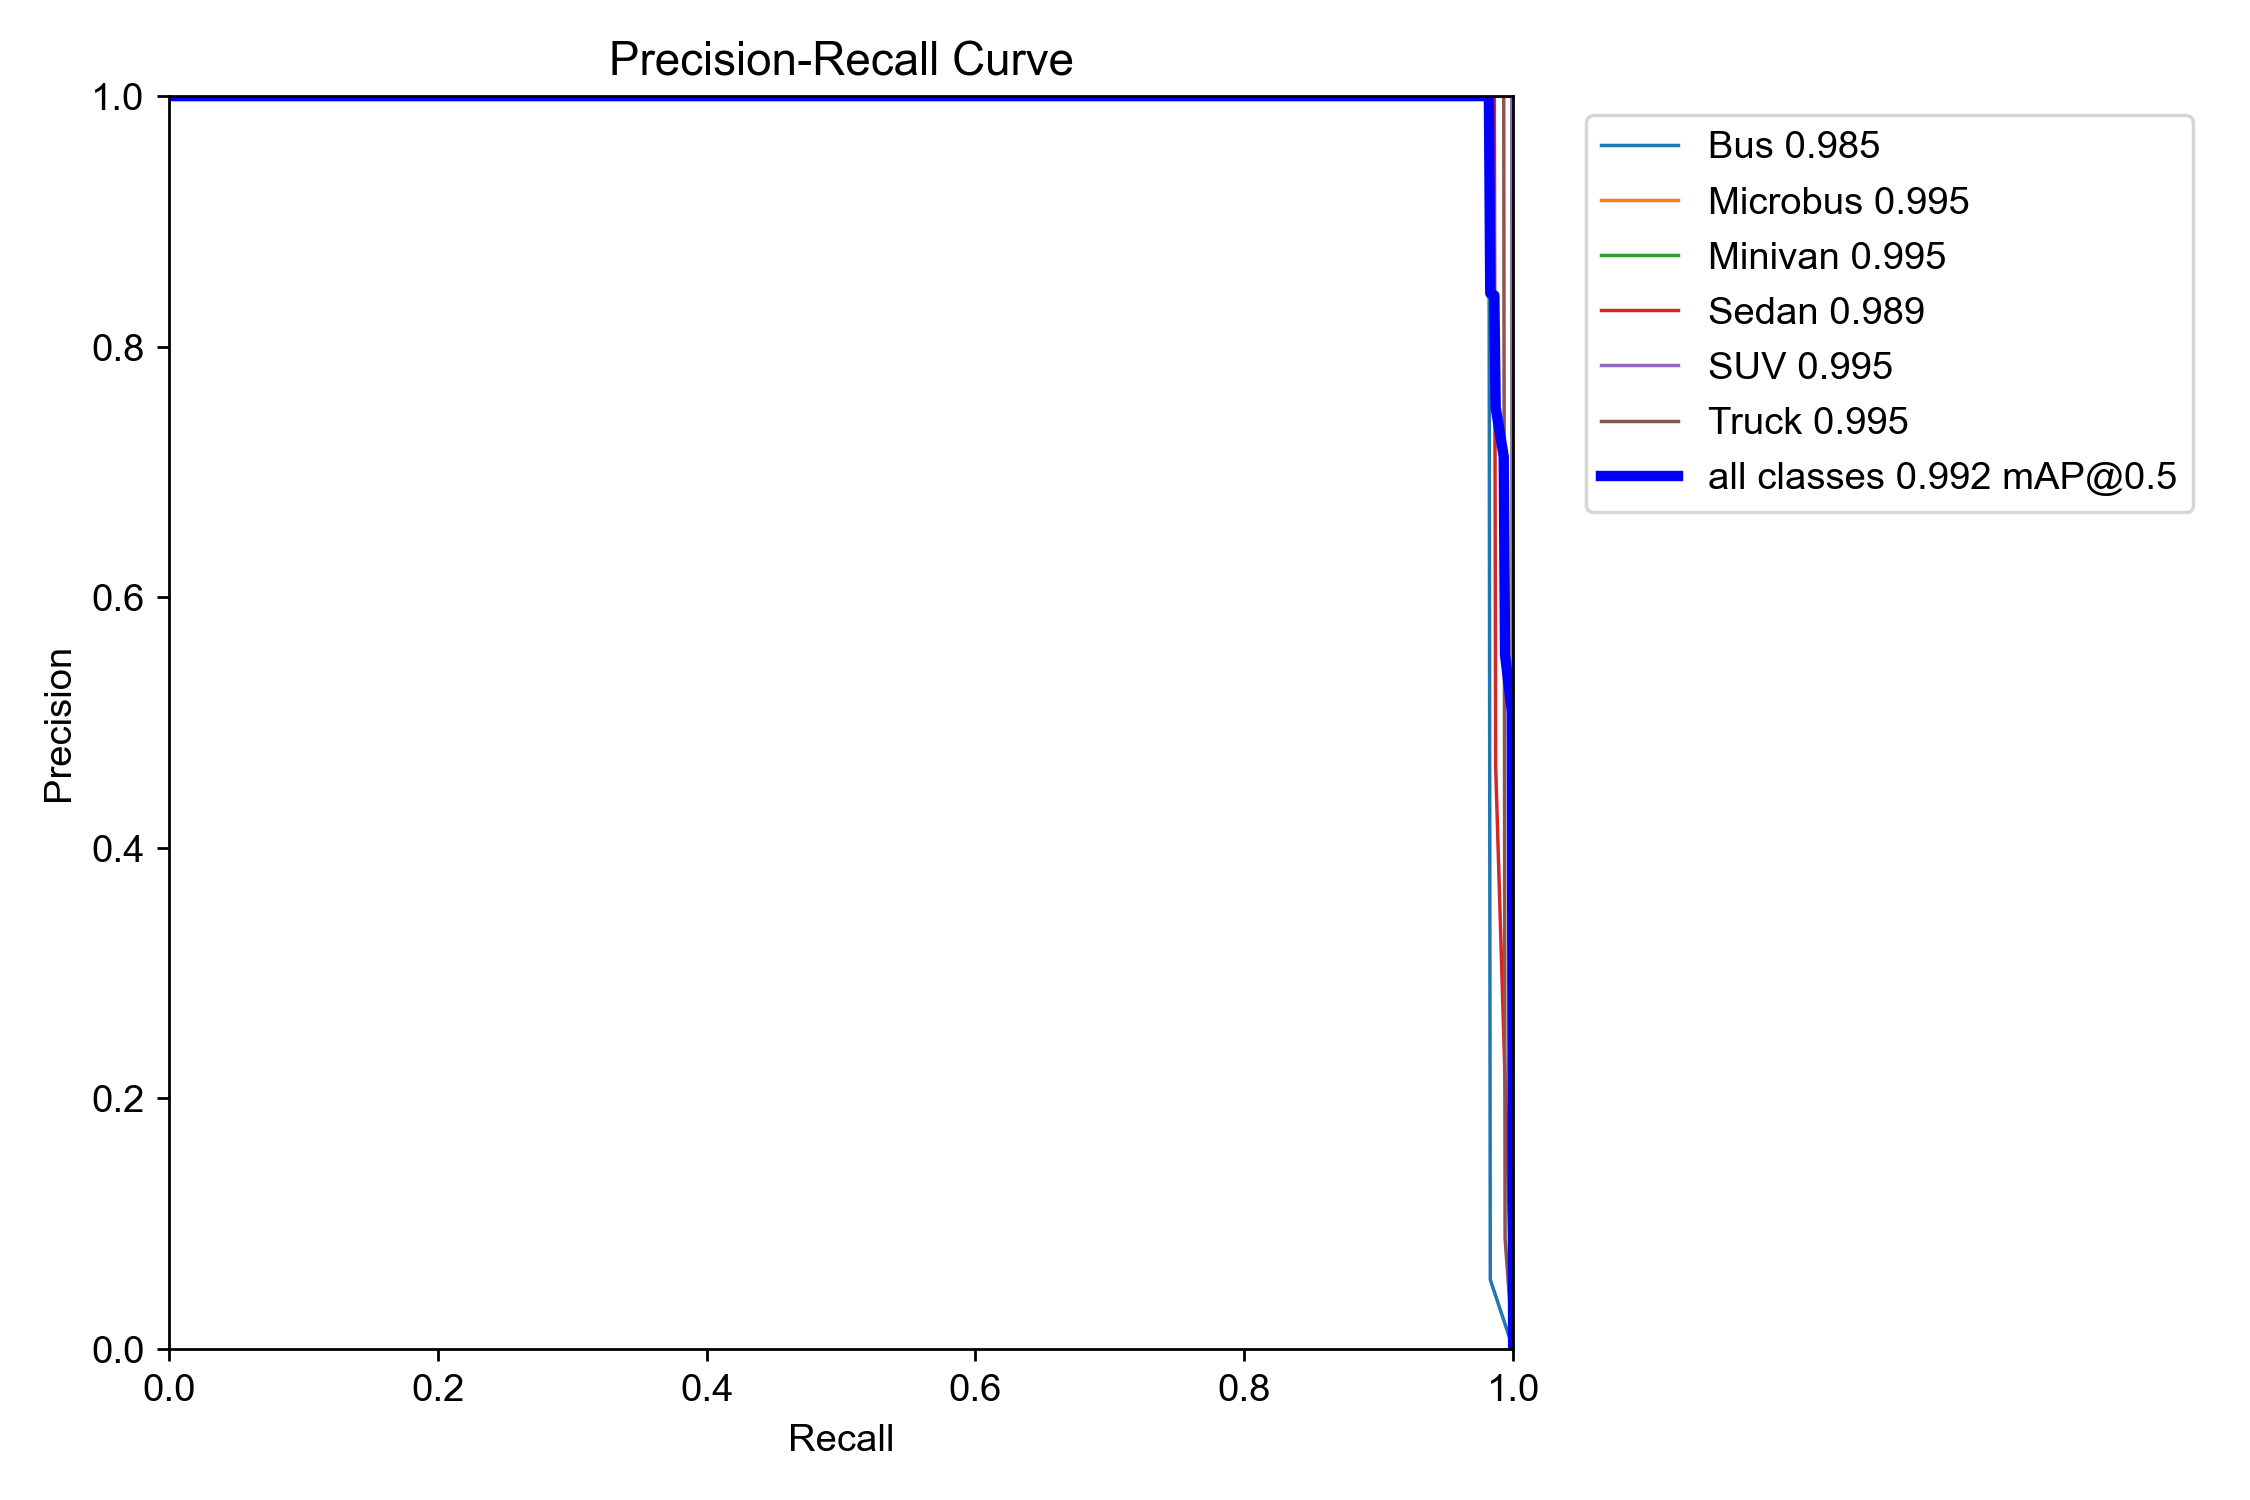 Precision-Recall Curve
1.0
0.8
0.6
0.4
0.2
0.0
Precision
0.0 0.2 0.4 0.6 0.8 1.0
Recall
Bus 0.985
Microbus 0.995
Minivan 0.995
Sedan 0.989
SUV 0.995
Truck 0.995
all classes 0.992 mAP@0.5